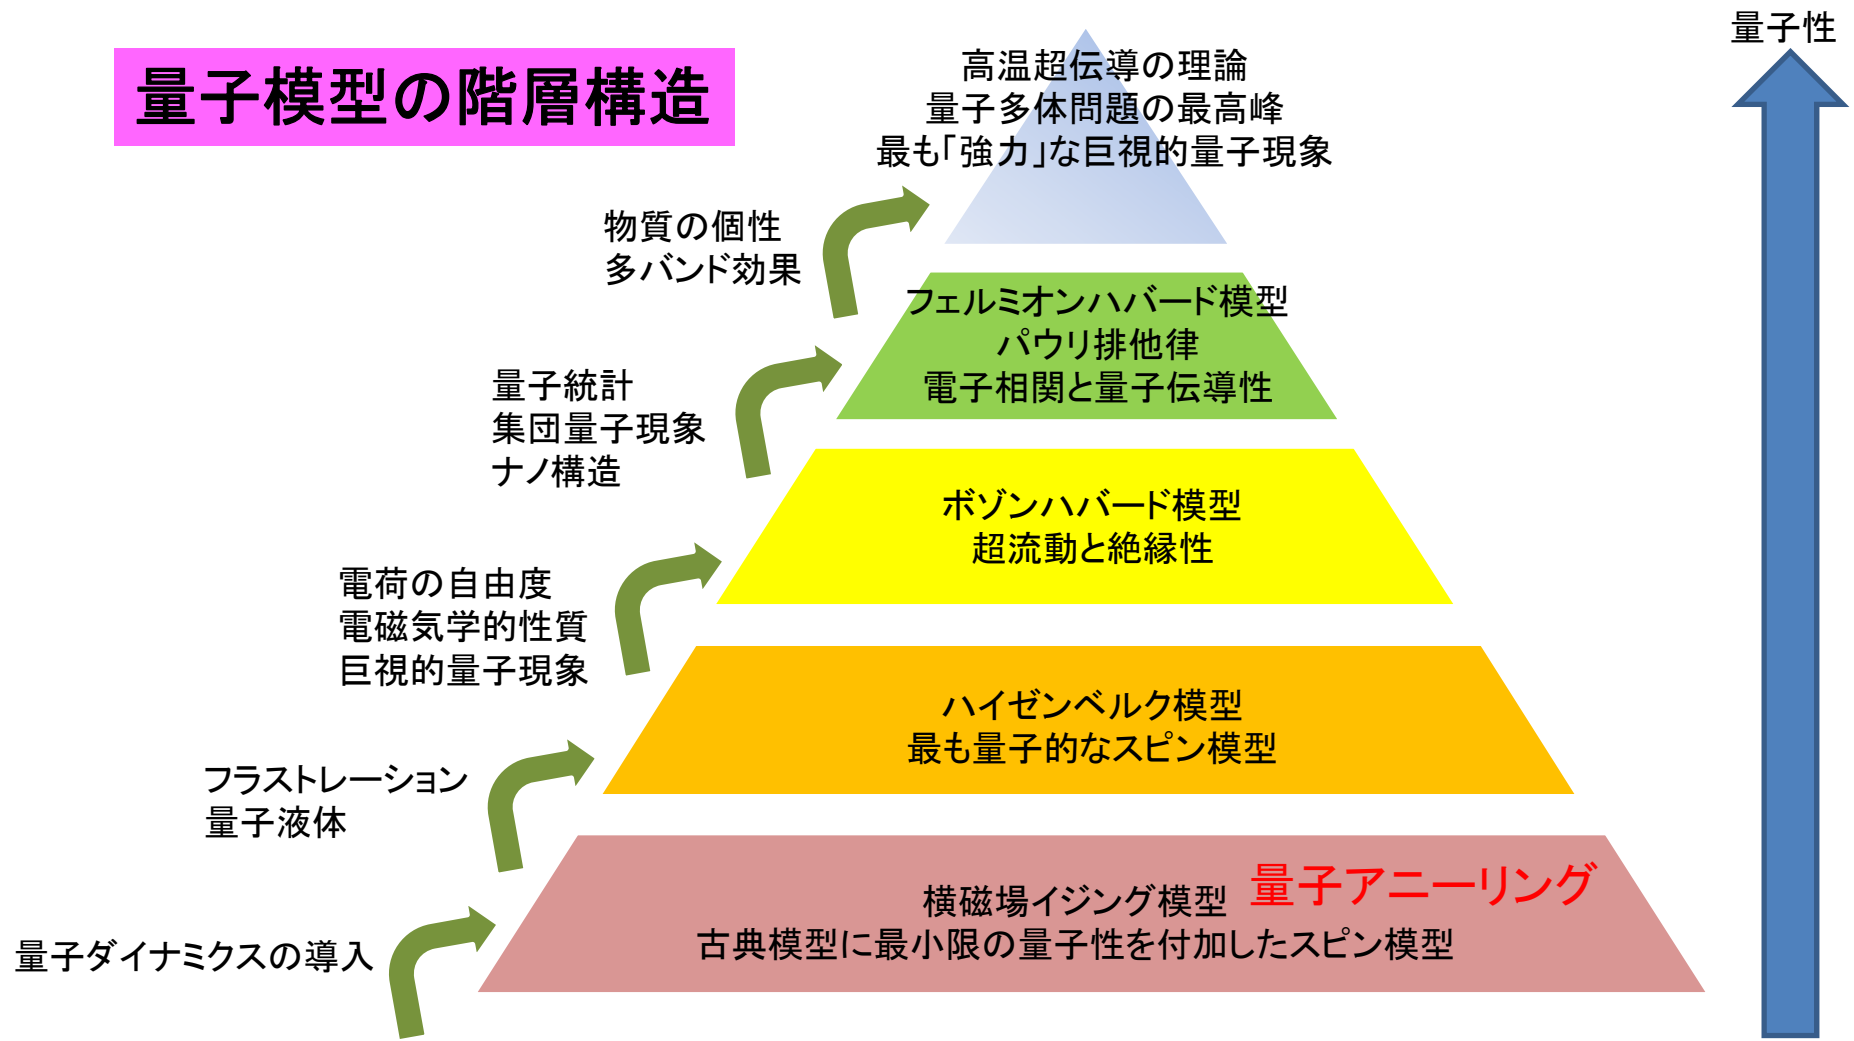 量子模型の階層構造
量子性
高温超伝導の理論
量子多体問題の最高峰
最も「強力」な巨視的量子現象
物質の個性
多バンド効果
フェルミオンハバード模型
パウリ排他律
電子相関と量子伝導性
量子統計
集団量子現象
ナノ構造
ボゾンハバード模型
超流動と絶縁性
電荷の自由度
電磁気学的性質
巨視的量子現象
ハイゼンベルク模型
最も量子的なスピン模型
フラストレーション
量子液体
横磁場イジング模型 量子アニーリング
古典模型に最小限の量子性を付加したスピン模型
量子ダイナミクスの導入